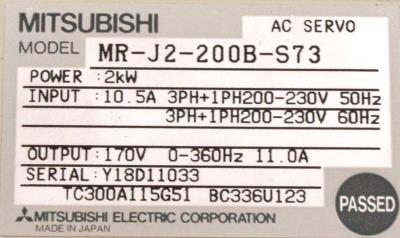 MITSUBISHI
AC SERVO
MODEL MR-J2-200B-S73
POWER :2kW
INPUT :10.5A 3PH+1PH200-230V 50Hz
3PH+1PH200-230V 60Hz
OUTPUT:170V 0-360Hz 11.0A
SERIAL:Y18D11033
TC300A115G51 BC336U123
PASSED
MITSUBISHI ELECTRIC CORPORATION
MADE IN JAPAN